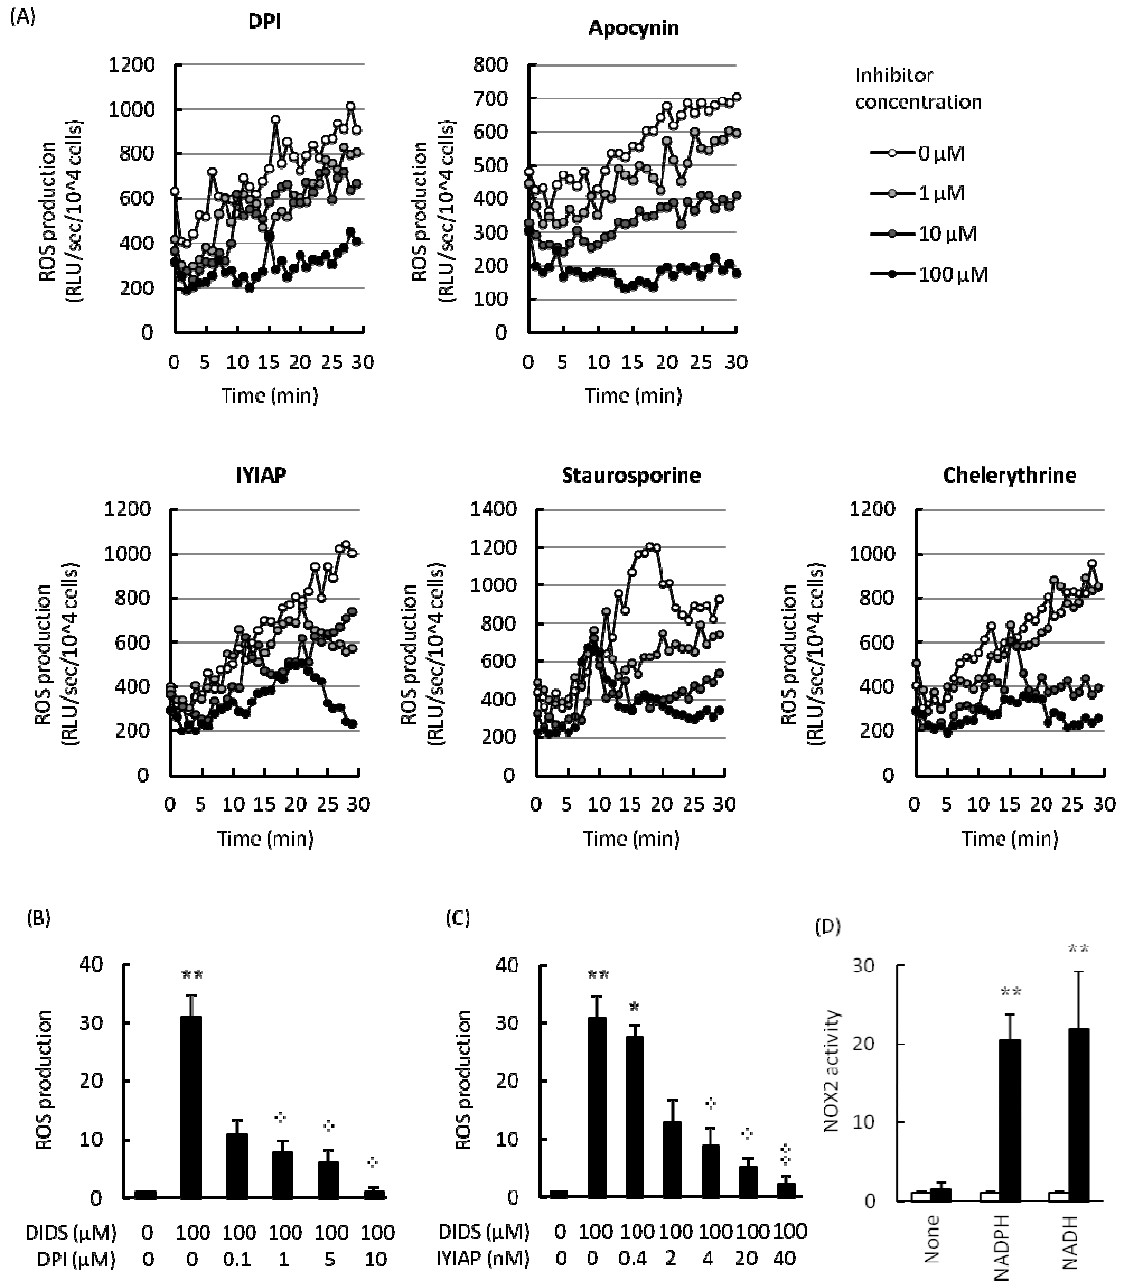 (A)
DPI
Apocynin
1200
1000
800
600
400
200
0
ROS production
(RLU/sec/10^4 cells)
0 5 10 15 20 25 30
Time (min)
800
700
600
500
400
300
200
100
0
ROS production
(RLU/sec/10^4 cells)
0 5 10 15 20 25 30
Time (min)
Inhibitor
concentration
0 µM
1 µM
10 µM
100 µM
IYIAP
Staurosporine
Chelerythrine
1200
1000
800
600
400
200
0
ROS production
(RLU/sec/10^4 cells)
0 5 10 15 20 25 30
Time (min)
1400
1200
1000
800
600
400
200
0
ROS production
(RLU/sec/10^4 cells)
0 5 10 15 20 25 30
Time (min)
1200
1000
800
600
400
200
0
ROS production
(RLU/sec/10^4 cells)
0 5 10 15 20 25 30
Time (min)
(B)
40
30
20
10
0
ROS production
**
DIDS (µM) 0 100 100 100 100 100
DPI (µM) 0 0 0.1 1 5 10
(C)
40
30
20
10
0
ROS production
**
*
DIDS (µM) 0 100 100 100 100 100 100
IYIAP (nM) 0 0 0.4 2 4 20 40
(D)
30
20
10
0
NOX2 activity
**
**
None
NADPH
NADH